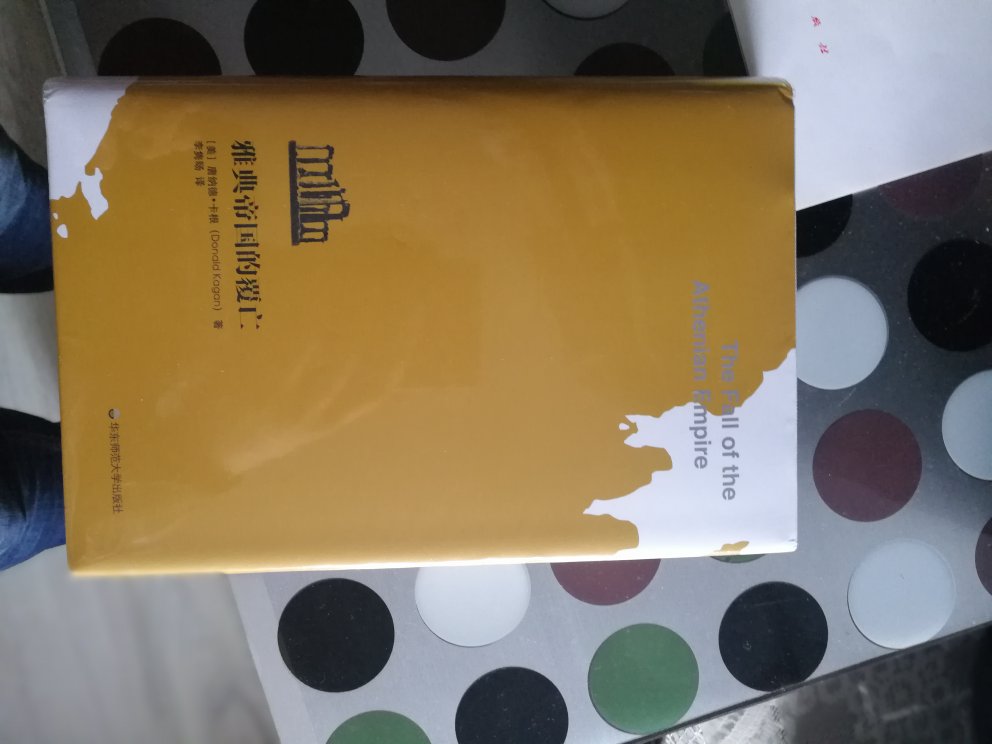 The Fall of the
Athenian Empire
雅典帝国的覆亡
[美] 唐纳德·卡根 (Donald Kagan) 著
李隽旸 译
华东师范大学出版社